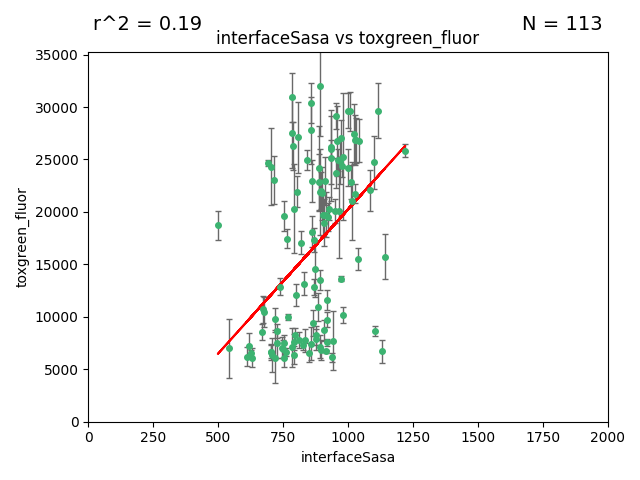 r^2 = 0.19
N = 113
interfaceSasa vs toxgreen_fluor
35000
30000
25000
20000
15000
10000
5000
0
toxgreen_fluor
0 250 500 750 1000 1250 1500 1750 2000
interfaceSasa